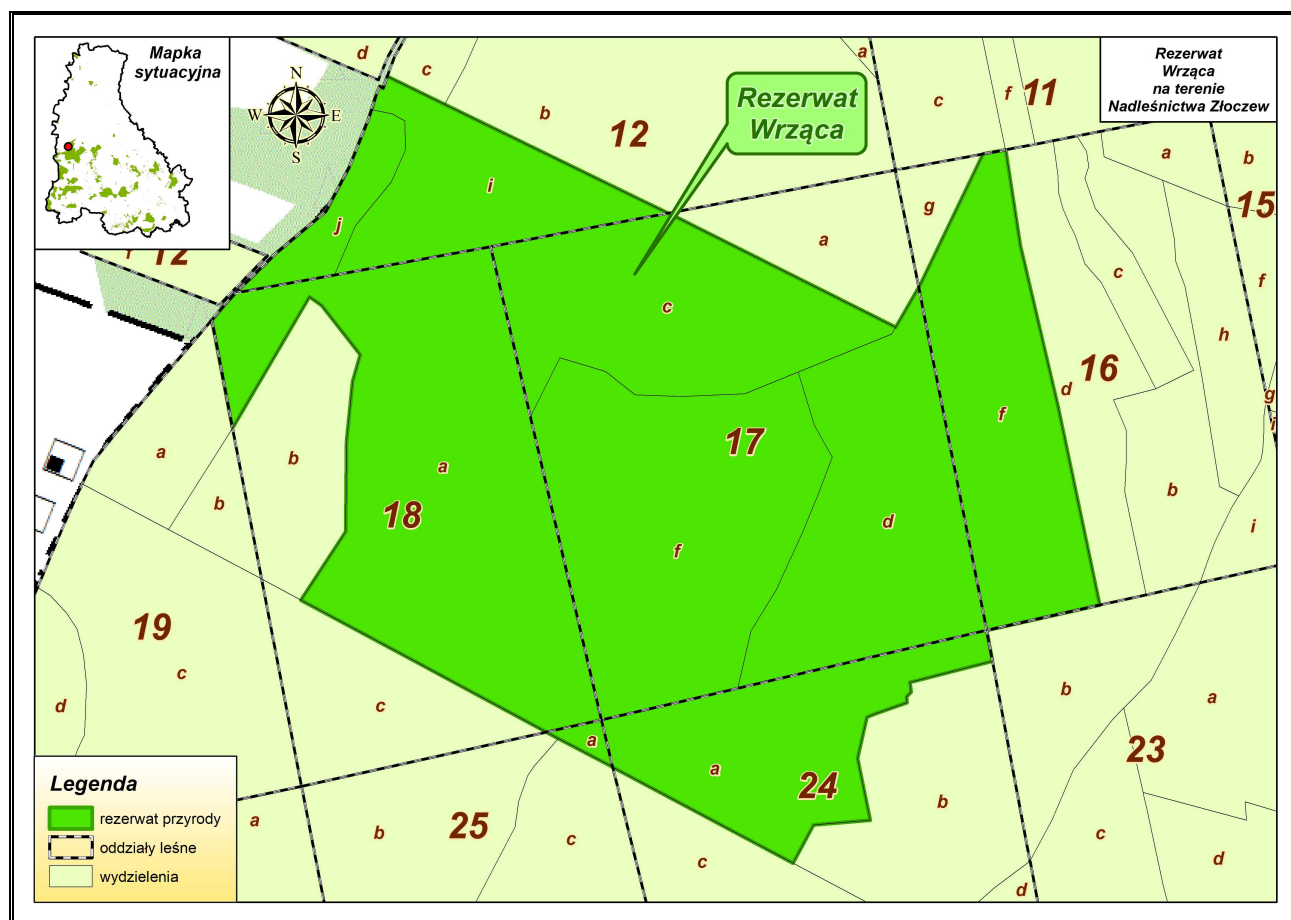 Mapka
sytuacyjna
N
W E
S
Rezerwat
Wrząca
na terenie
Nadleśnictwa Złoczew
Rezerwat
Wrząca
d
c
b
12
a
c
f
11
a
b
15
i
j
g
a
c
f
12
f
h
c
16
d
g
i
c
a
b
b
a
18
17
f
d
f
b
i
19
c
d
c
a
a
24
b
b
a
23
c
d
d
a
b
25
c
c
Legenda
rezerwat przyrody
oddziały leśne
wydzielenia